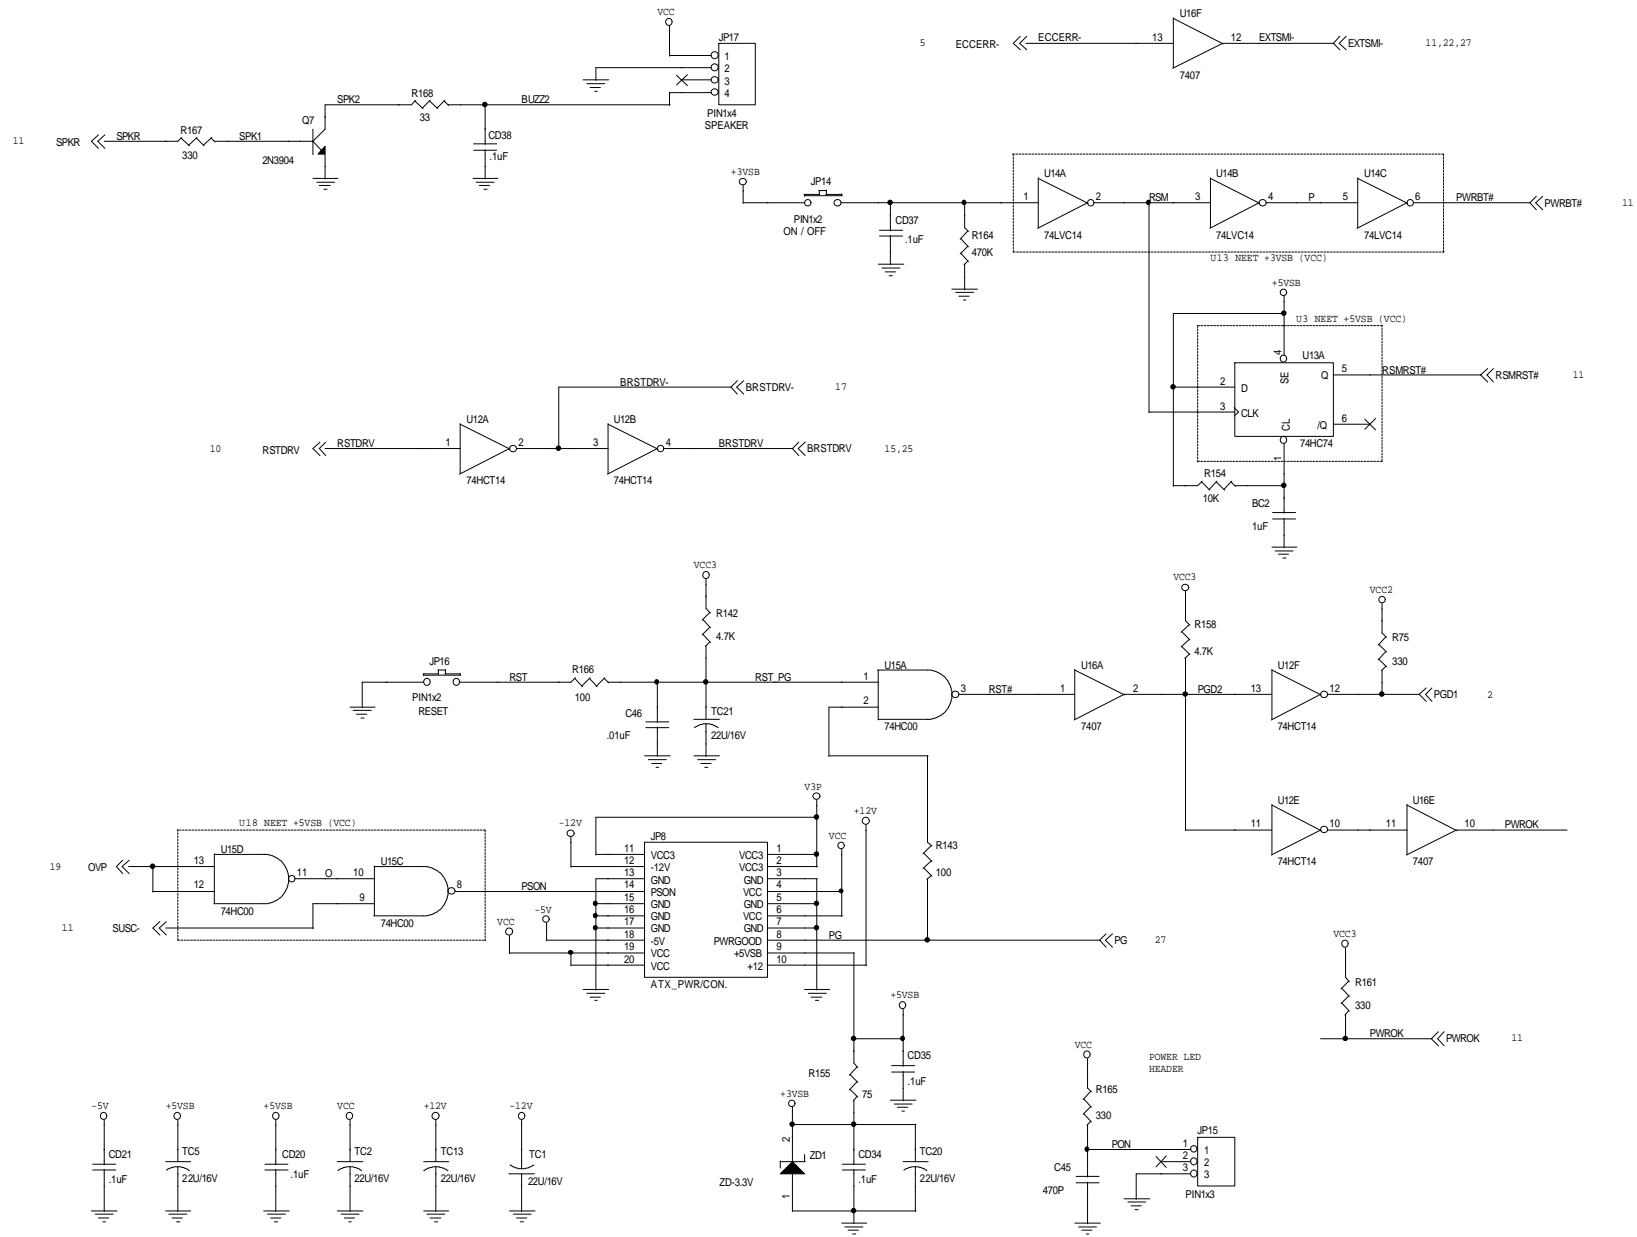 VCC
JP17
1
2
3
4
PIN1x4
SPEAKER
SPK2
R168
33
BUZZ2
CD38
.1uF
11
SPKR
SPKR
R167
330
SPK1
Q7
2N3904
5
ECCERR-
ECCERR-
13
U16F
12
7407
EXTSMI-
EXTSMI-
11,22,27
+3VSB
JP14
PIN1x2
ON / OFF
CD37
.1uF
R164
470K
1
U14A
2
74LVC14
RSM
3
U14B
4
74LVC14
P
5
U14C
6
74LVC14
PWRBT#
PWRBT#
11
U13 NEET +3VSB (VCC)
+5VSB
U3 NEET +5VSB (VCC)
4
U13A
2
D
SE
Q
5
RSMRST#
RSMRST#
11
3
CLK
CL
/Q
6
74HC74
1
R154
10K
BC2
1uF
BRSTDRV-
BRSTDRV-
17
10
RSTDRV
RSTDRV
1
U12A
2
74HCT14
3
U12B
4
74HCT14
BRSTDRV
BRSTDRV
15,25
VCC3
R142
4.7K
JP16
PIN1x2
RESET
RST
R166
100
C46
.01uF
TC21
22U/16V
RST_PG
1
2
U15A
3
74HC00
RST#
1
U16A
2
7407
VCC3
R158
4.7K
PGD2
13
U12F
12
74HCT14
VCC2
R75
330
PGD1
2
11
U12E
10
74HCT14
11
U16E
10
7407
PWROK
R143
100
U18 NEET +5VSB (VCC)
19
OVP
13
12
U15D
11
74HC00
O
10
9
U15C
8
74HC00
11
SUSC-
PSON
V3P
+12V
-12V
VCC
-5V
VCC
JP8
11
VCC3
VCC3
1
12
-12V
VCC3
2
13
GND
GND
3
14
PSON
VCC
4
15
GND
GND
5
16
GND
VCC
6
17
GND
GND
7
18
-5V
PWRGOOD
8
19
VCC
+5VSB
9
20
VCC
+12
10
ATX_PWR/CON.
PG
PG
27
VCC3
R161
330
PWROK
PWROK
11
+5VSB
CD35
.1uF
R155
75
+3VSB
2
ZD1
1
ZD-3.3V
CD34
.1uF
TC20
22U/16V
VCC
R165
330
POWER LED
HEADER
PON
C45
470P
JP15
1
1
2
2
3
3
PIN1x3
-5V
CD21
.1uF
+5VSB
TC5
22U/16V
+5VSB
CD20
.1uF
VCC
TC2
22U/16V
+12V
TC13
22U/16V
-12V
TC1
22U/16V